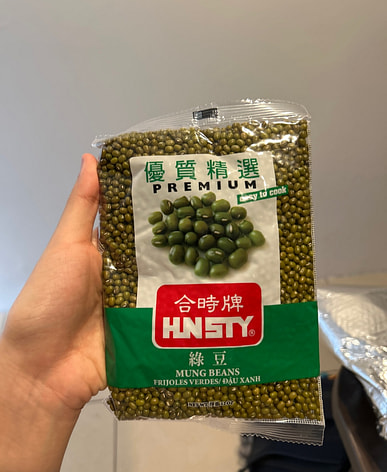 優質精選
PREMIUM
easy to cook
合時牌
HNSTY®
綠豆
MUNG BEANS
FRIJOLES VERDES/ĐẬU XANH